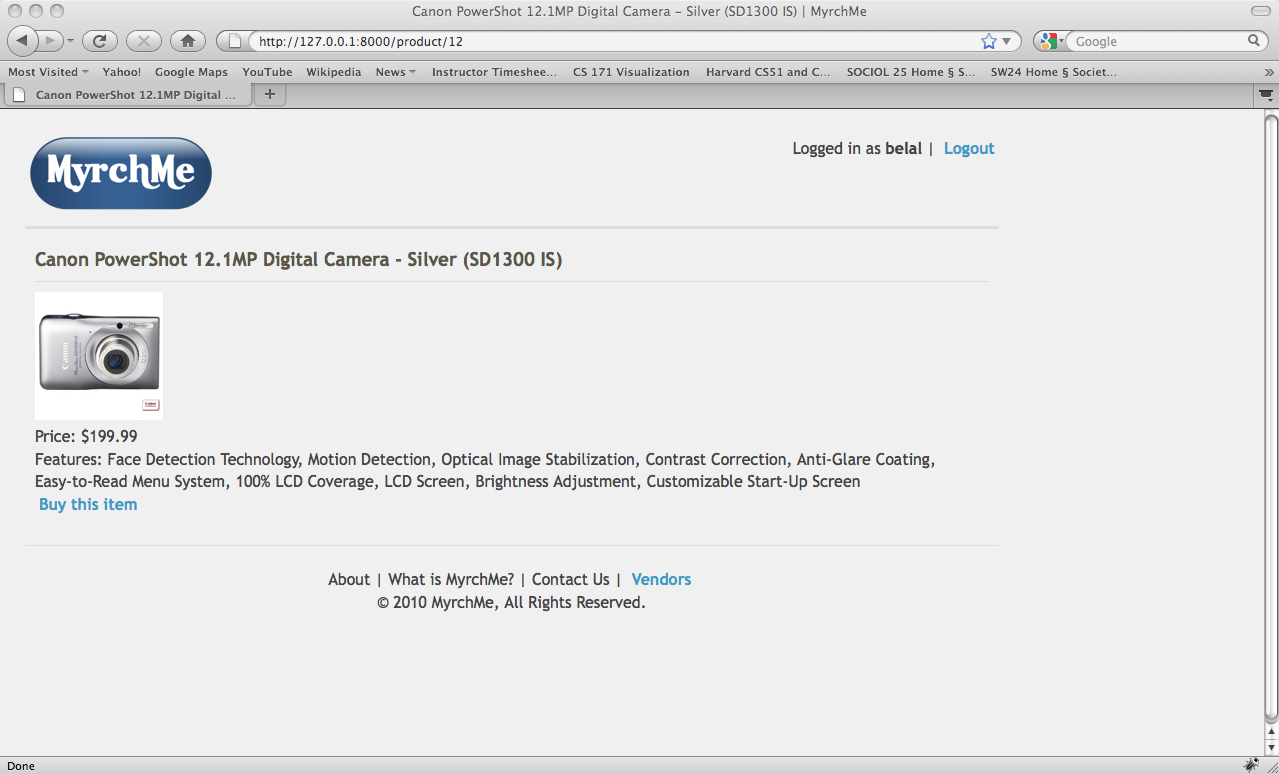 Canon PowerShot 12.1MP Digital Camera – Silver (SD1300 IS) | MyrchMe
http://127.0.0.1:8000/product/12
Google
Most Visited Yahoo! Google Maps YouTube Wikipedia News Instructor Timeshee... CS 171 Visualization Harvard CS51 and C... SOCIOL 25 Home § S... SW24 Home § Societ... »
Canon PowerShot 12.1MP Digital ... +
MyrchMe
Logged in as belal | Logout
Canon PowerShot 12.1MP Digital Camera - Silver (SD1300 IS)
Canon
Price: $199.99
Features: Face Detection Technology, Motion Detection, Optical Image Stabilization, Contrast Correction, Anti-Glare Coating,
Easy-to-Read Menu System, 100% LCD Coverage, LCD Screen, Brightness Adjustment, Customizable Start-Up Screen
Buy this item
About | What is MyrchMe? | Contact Us | Vendors
© 2010 MyrchMe, All Rights Reserved.
Done